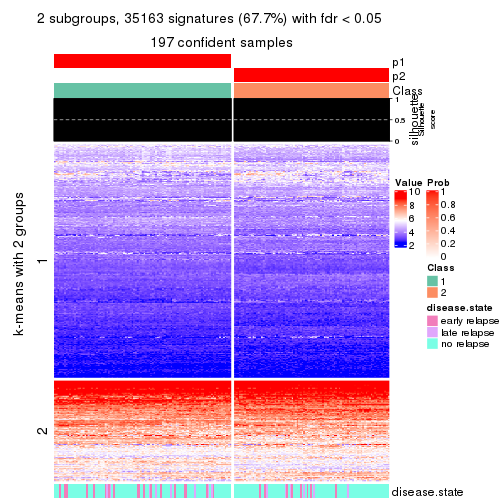 2 subgroups, 35163 signatures (67.7%) with fdr < 0.05
197 confident samples
p1
p2
Class
1
0.5
0
silhouette
Silhouette
score
k-means with 2 groups
1
2
Value
10
8
6
4
2
Prob
1
0.8
0.6
0.4
0.2
0
Class
1
2
disease.state
early relapse
late relapse
no relapse
disease.state